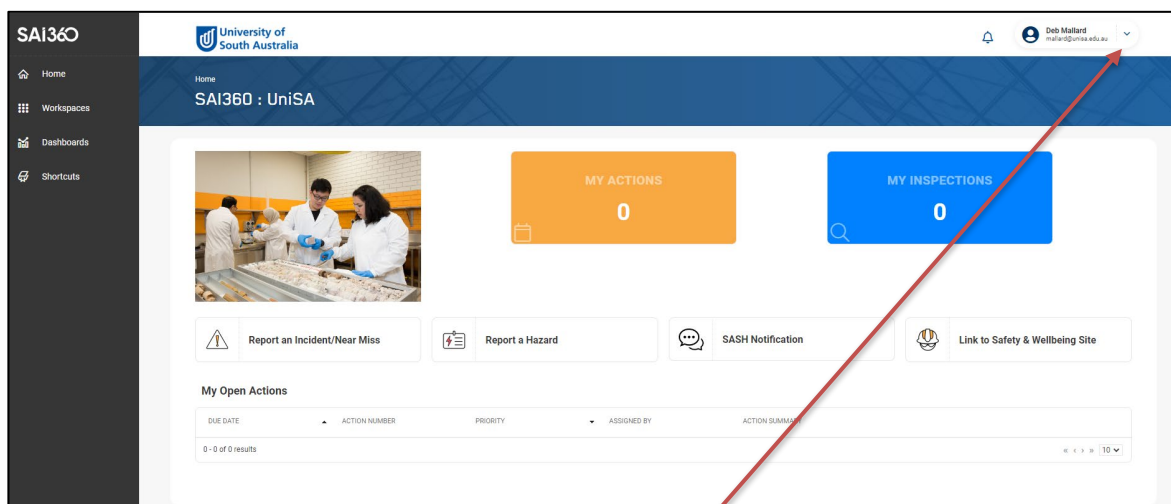 SAI360
University of
South Australia
Deb Mallard
mallard@unisa.edu.au
Home
Workspaces
Dashboards
Shortcuts
Home
SAI360 : UniSA
MY ACTIONS
0
MY INSPECTIONS
0
Report an Incident/Near Miss
Report a Hazard
SASH Notification
Link to Safety & Wellbeing Site
My Open Actions
DUE DATE ACTION NUMBER PRIORITY ASSIGNED BY ACTION SUMMARY
0 - 0 of 0 results
« ‹ › » 10